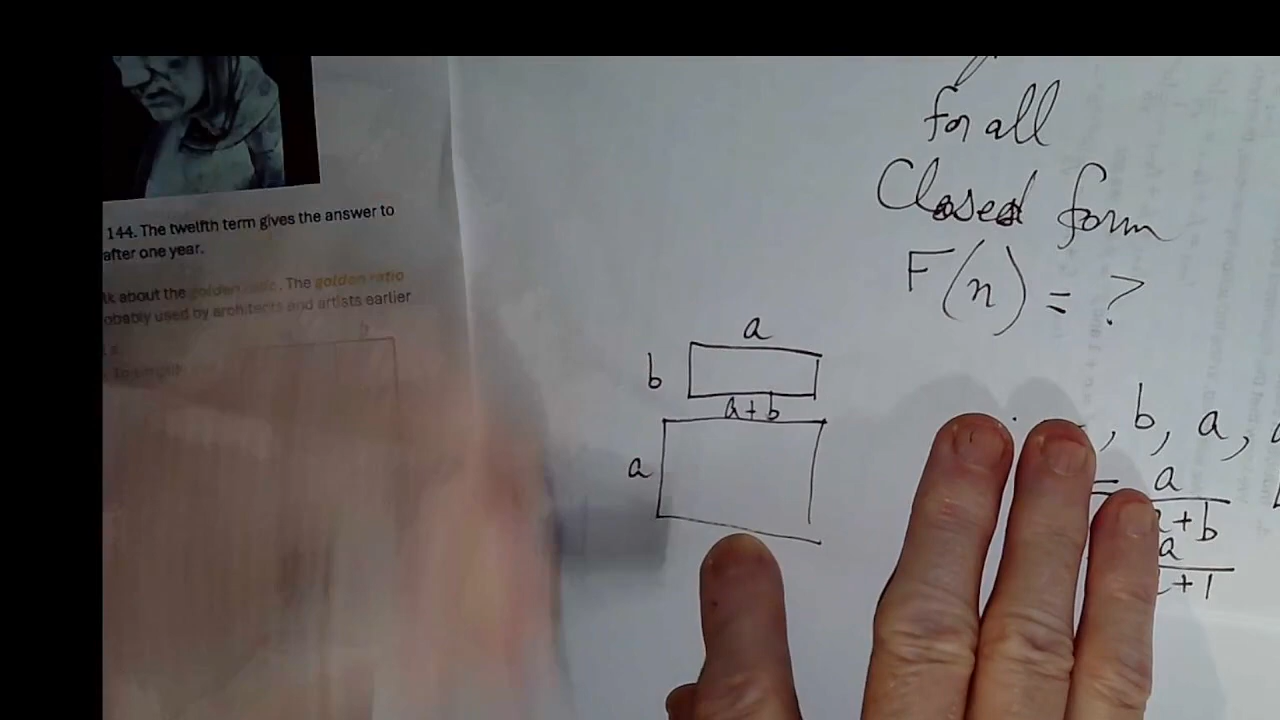 144. The twelfth term gives the answer to
after one year.
about the golden ratio. The golden ratio
used by architects and artists earlier
b
for all
Closed form
F(n) = ?
a
b
a+b
a
, b, a,
= a
+b
a
+1